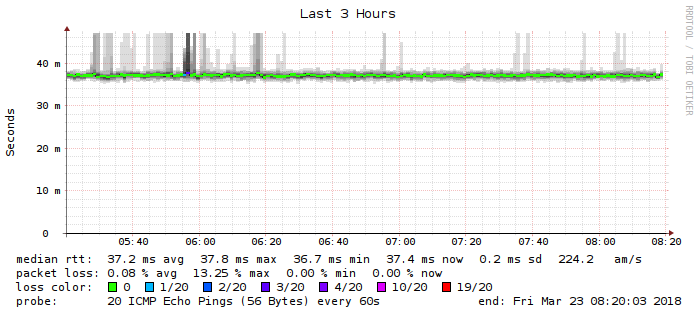 Last 3 Hours
RRDTOOL / TOBI OETIKER
Seconds
40 m
30 m
20 m
10 m
0
05:40 06:00 06:20 06:40 07:00 07:20 07:40 08:00 08:20
median rtt: 37.2 ms avg 37.8 ms max 36.7 ms min 37.4 ms now 0.2 ms sd 224.2 am/s
packet loss: 0.08 % avg 13.25 % max 0.00 % min 0.00 % now
loss color: 0 1/20 2/20 3/20 4/20 10/20 19/20
probe: 20 ICMP Echo Pings (56 Bytes) every 60s end: Fri Mar 23 08:20:03 2018